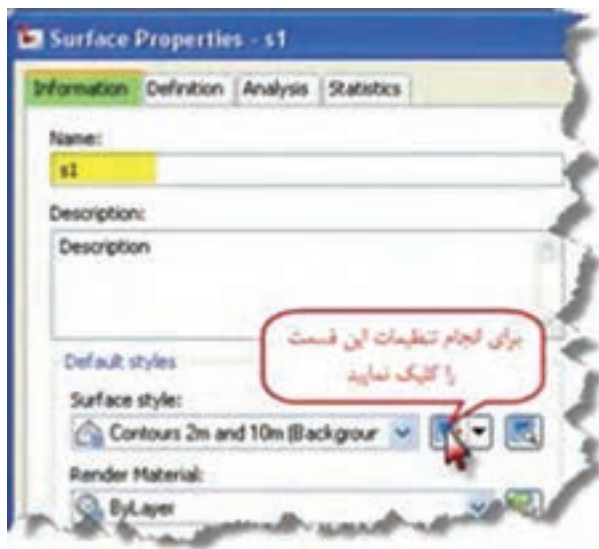 Surface Properties - s1
Information Definition Analysis Statistics
Name:
s1
Description:
Description
برای انجام تنظیمات این قسمت
را کلیک نمایید
Default styles
Surface style:
Contours 2m and 10m (Backgrour
Render Material:
ByLayer